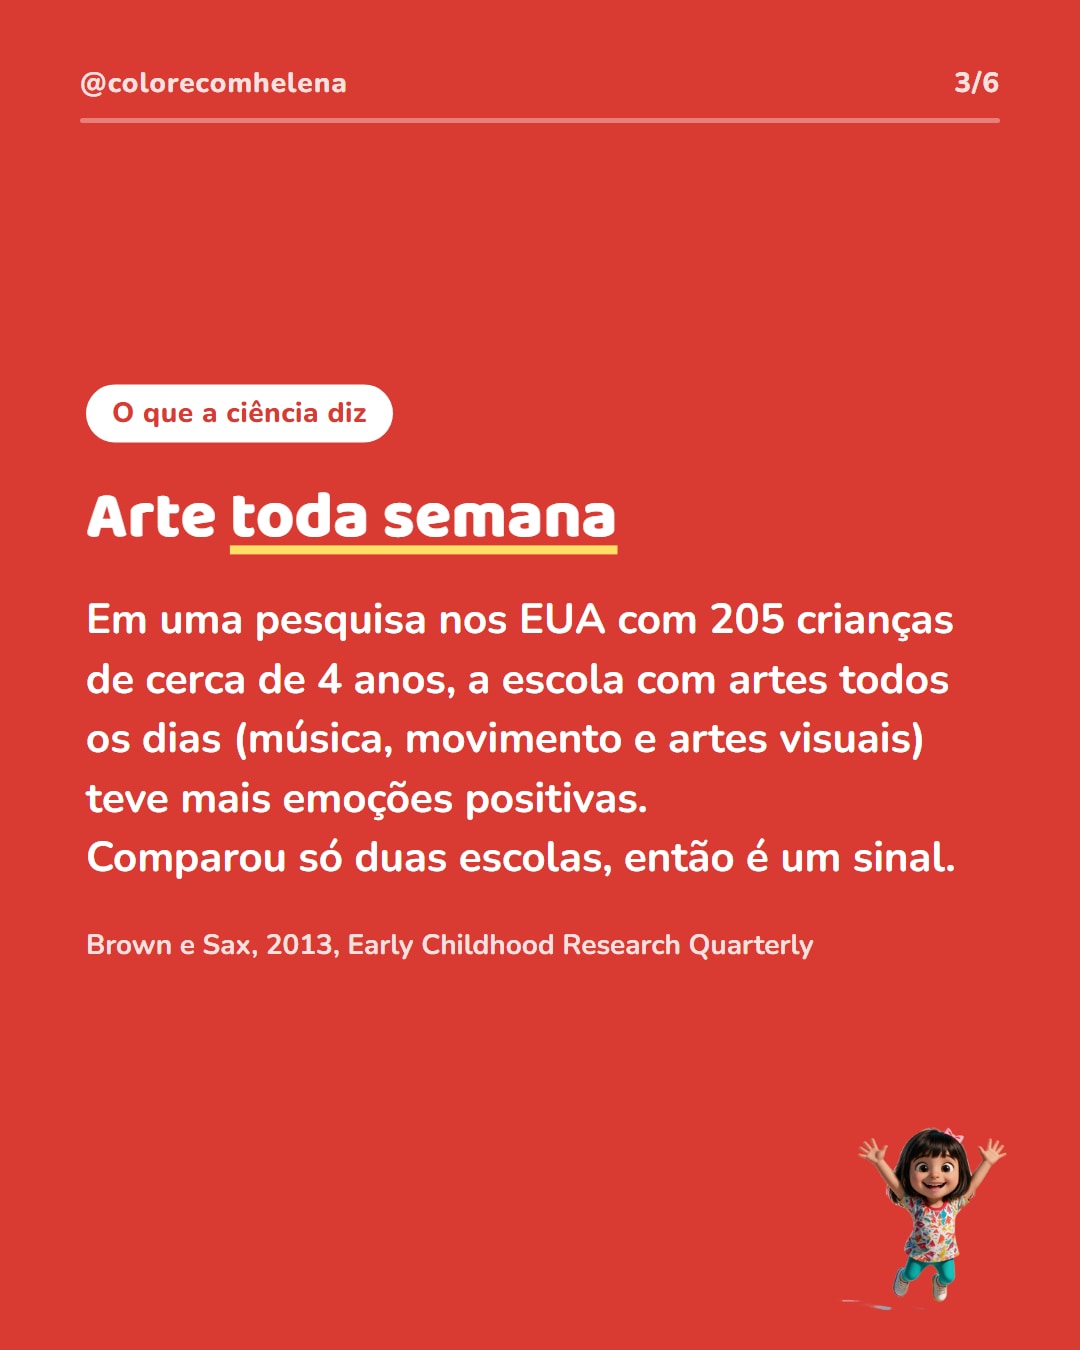 @colorecomhelena
3/6
O que a ciência diz
Arte toda semana
Em uma pesquisa nos EUA com 205 crianças
de cerca de 4 anos, a escola com artes todos
os dias (música, movimento e artes visuais)
teve mais emoções positivas.
Comparou só duas escolas, então é um sinal.
Brown e Sax, 2013, Early Childhood Research Quarterly